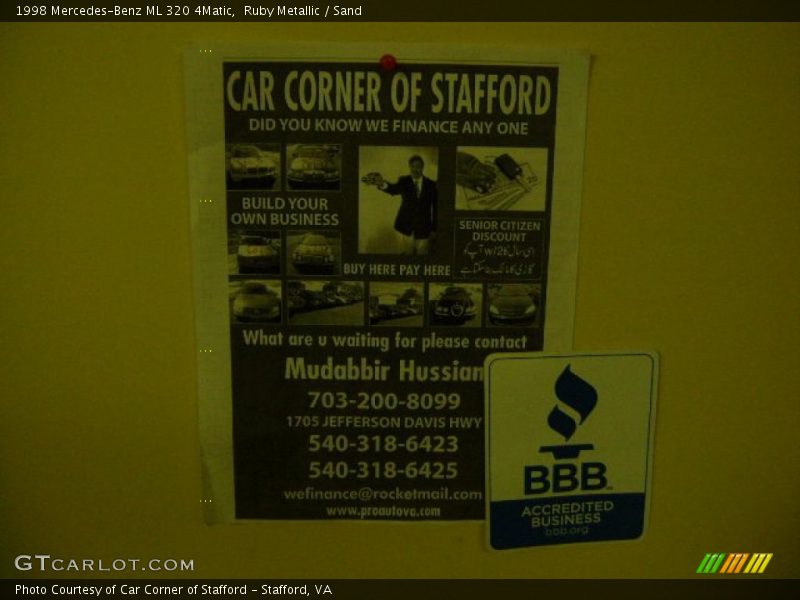 1998 Mercedes-Benz ML 320 4Matic,  Ruby Metallic / Sand
CAR CORNER OF STAFFORD
DID YOU KNOW WE FINANCE ANY ONE
BUILD YOUR
OWN BUSINESS
SENIOR CITIZEN
DISCOUNT
BUY HERE PAY HERE
What are u waiting for please contact
Mudabbir Hussian
703-200-8099
1705 JEFFERSON DAVIS HWY
540-318-6423
540-318-6425
wefinance@rocketmail.com
www.proautova.com
BBB
ACCREDITED
BUSINESS
bbb.org
GTCARLOT.COM
Photo Courtesy of Car Corner of Stafford - Stafford, VA